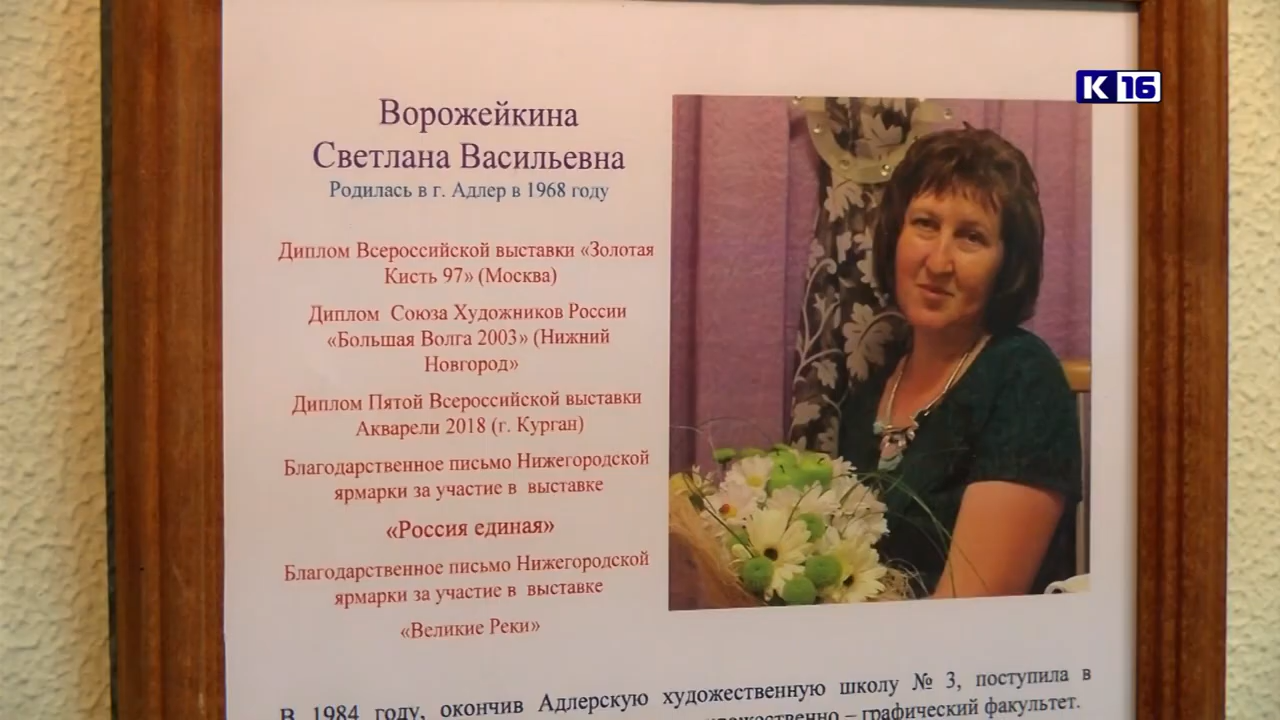 К 16
Ворожейкина
Светлана Васильевна
Родилась в г. Адлер в 1968 году
Диплом Всероссийской выставки «Золотая
Кисть 97» (Москва)
Диплом Союза Художников России
«Большая Волга 2003» (Нижний
Новгород»
Диплом Пятой Всероссийской выставки
Акварели 2018 (г. Курган)
Благодарственное письмо Нижегородской
ярмарки за участие в выставке
«Россия единая»
Благодарственное письмо Нижегородской
ярмарки за участие в выставке
«Великие Реки»
В 1984 году, окончив Адлерскую художественную школу № 3, поступила в
– графический факультет.